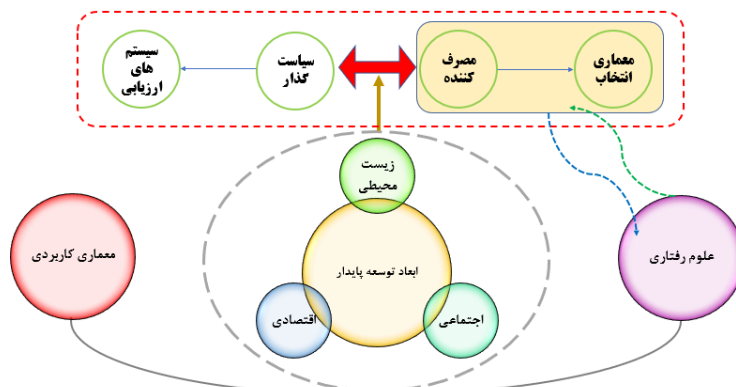 معماری
انتخاب
مصرف
کننده
سیاست
گذار
سیستم
های
ارزیابی
زیست
محیطی
علوم رفتاری
ابعاد توسعه پایدار
معماری کاربردی
اجتماعی
اقتصادی